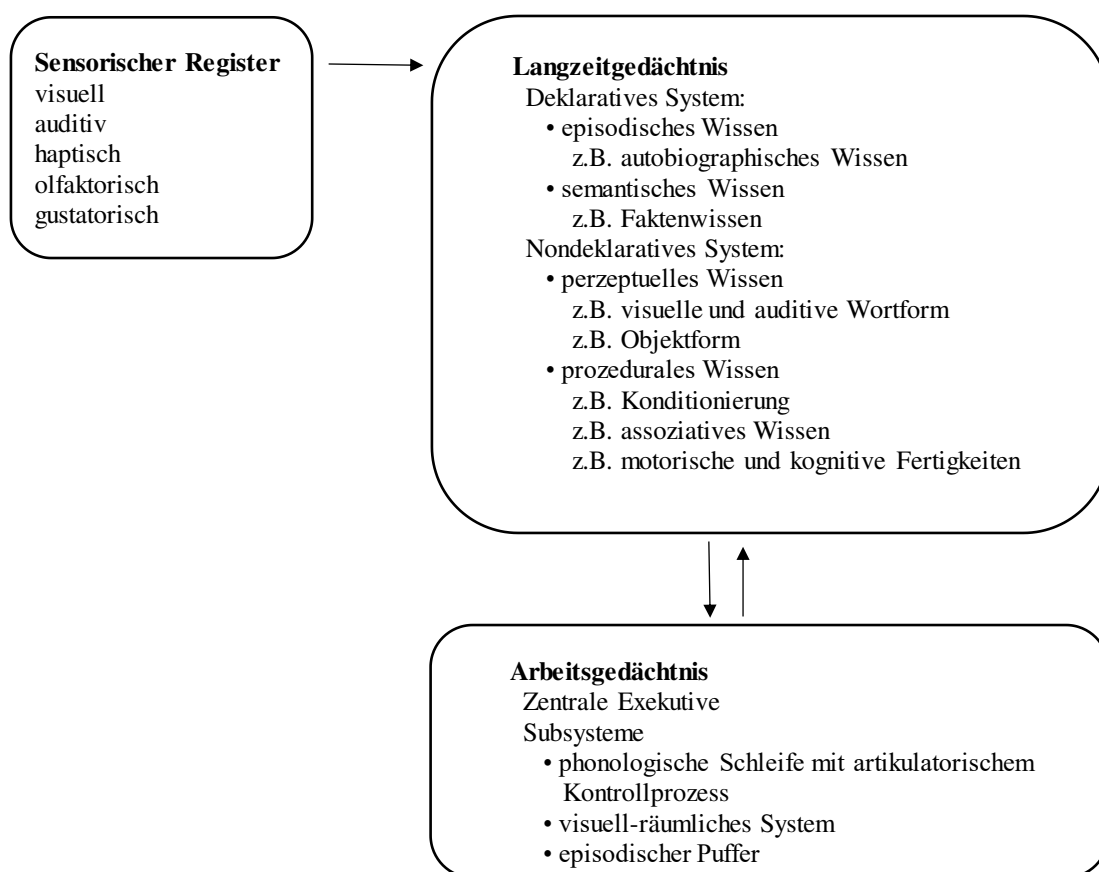 Sensorischer Register
visuell
auditiv
haptisch
olfaktorisch
gustatorisch
Langzeitgedächtnis
Deklaratives System:
• episodisches Wissen
z.B. autobiographisches Wissen
• semantisches Wissen
z.B. Faktenwissen
Nondeklaratives System:
• perzeptuelles Wissen
z.B. visuelle und auditive Wortform
z.B. Objektform
• prozedurales Wissen
z.B. Konditionierung
z.B. assoziatives Wissen
z.B. motorische und kognitive Fertigkeiten
Arbeitsgedächtnis
Zentrale Exekutive
Subsysteme
• phonologische Schleife mit artikulatorischem
Kontrollprozess
• visuell-räumliches System
• episodischer Puffer